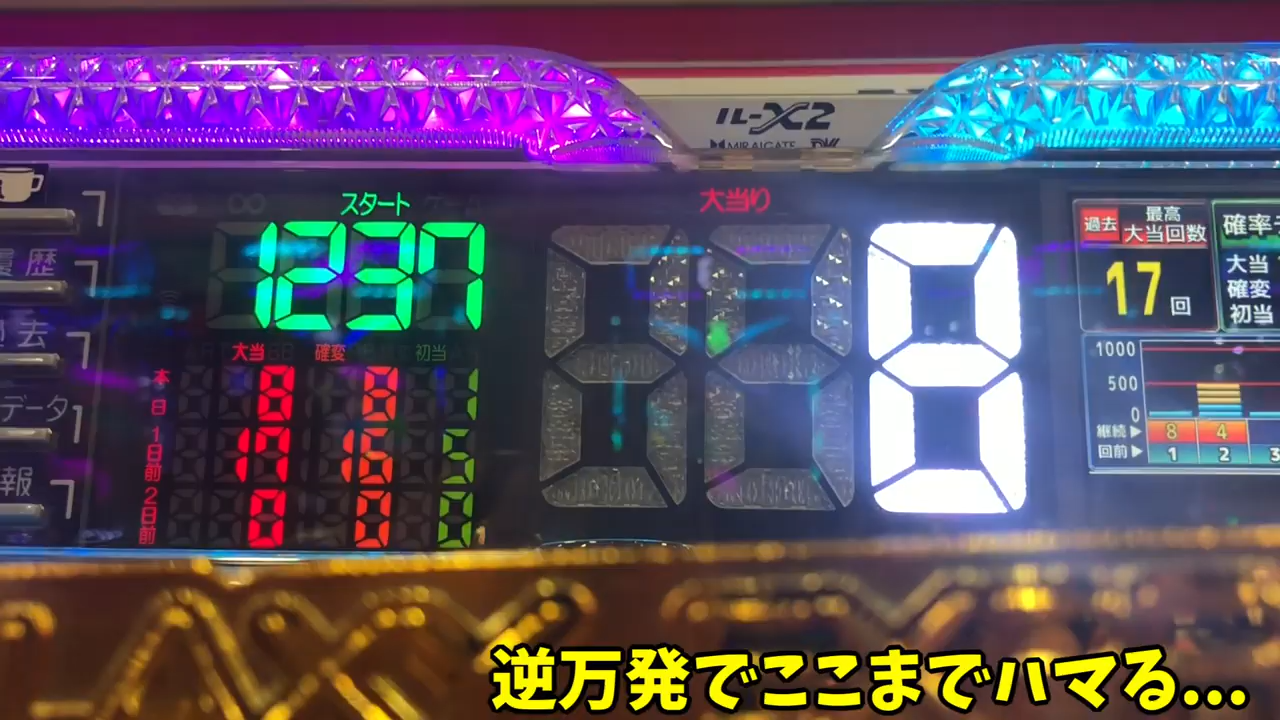 IL-X2
MIRAIGATE
スタート
1237
大当り
8
大当 確変 初当
本日 8 8 1
1日前 17 16 5
2日前 0 0 0
履歴
過去
データ
過去 最高
大当回数
17回
確率
大当
確変
初当
1000
500
0
継続▶ 8 4
回前▶ 1 2 3
逆万発でここまでハマる...